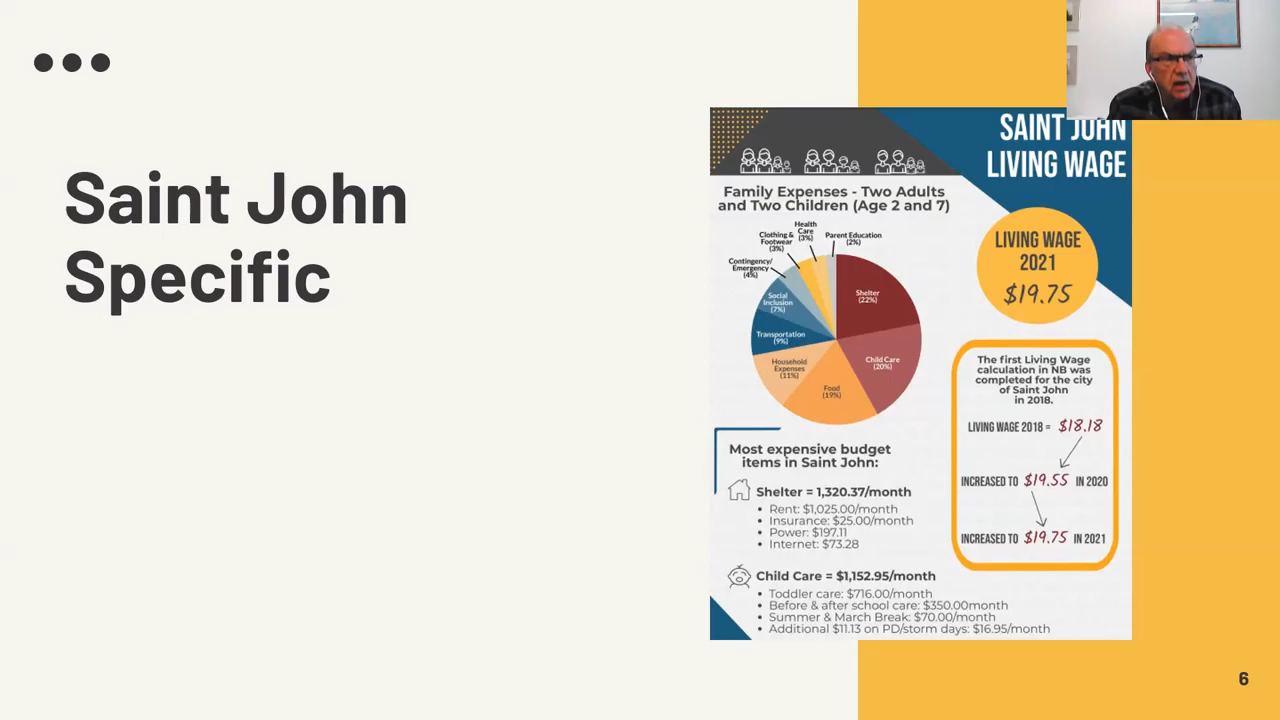 Saint John
Specific
SAINT JOHN
LIVING WAGE
Family Expenses - Two Adults
and Two Children (Age 2 and 7)
Health
Care
(3%)
Parent Education
(2%)
Clothing &
Footwear
(3%)
Contingency/
Emergency
(4%)
Social
Inclusion
(7%)
Transportation
(9%)
Household
Expenses
(11%)
Food
(19%)
Child Care
(20%)
Shelter
(22%)
LIVING WAGE
2021
$19.75
The first Living Wage
calculation in NB was
completed for the city
of Saint John
in 2018.
LIVING WAGE 2018 = $18.18
INCREASED TO $19.55 IN 2020
INCREASED TO $19.75 IN 2021
Most expensive budget
items in Saint John:
Shelter = 1,320.37/month
• Rent: $1,025.00/month
• Insurance: $25.00/month
• Power: $197.11
• Internet: $73.28
Child Care = $1,152.95/month
• Toddler care: $716.00/month
• Before & after school care: $350.00month
• Summer & March Break: $70.00/month
• Additional $11.13 on PD/storm days: $16.95/month
6